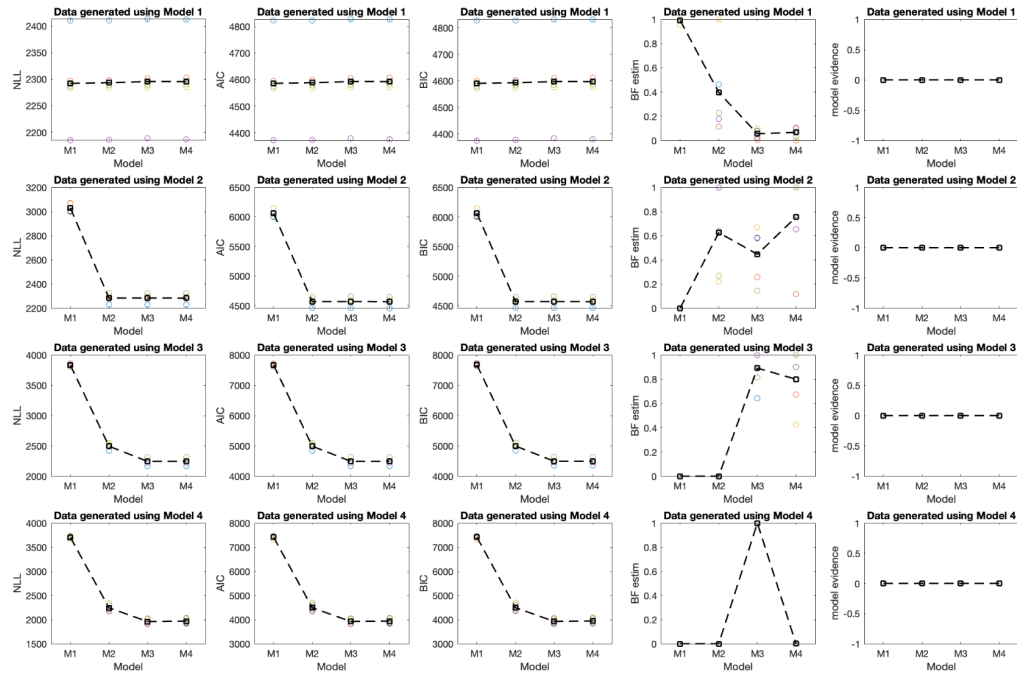 Data generated using Model 1
NLL
2400
2300
2200
M1 M2 M3 M4
Model
Data generated using Model 1
AIC
4800
4700
4600
4500
4400
M1 M2 M3 M4
Model
Data generated using Model 1
BIC
4800
4700
4600
4500
4400
M1 M2 M3 M4
Model
Data generated using Model 1
BF estim
1
0.8
0.6
0.4
0.2
0
M1 M2 M3 M4
Model
Data generated using Model 1
model evidence
1
0.5
0
-0.5
-1
M1 M2 M3 M4
Model
Data generated using Model 2
NLL
3200
3000
2800
2600
2400
2200
M1 M2 M3 M4
Model
Data generated using Model 2
AIC
6500
6000
5500
5000
4500
M1 M2 M3 M4
Model
Data generated using Model 2
BIC
6500
6000
5500
5000
4500
M1 M2 M3 M4
Model
Data generated using Model 2
BF estim
1
0.8
0.6
0.4
0.2
0
M1 M2 M3 M4
Model
Data generated using Model 2
model evidence
1
0.5
0
-0.5
-1
M1 M2 M3 M4
Model
Data generated using Model 3
NLL
4000
3500
3000
2500
2000
M1 M2 M3 M4
Model
Data generated using Model 3
AIC
8000
7000
6000
5000
4000
M1 M2 M3 M4
Model
Data generated using Model 3
BIC
8000
7000
6000
5000
4000
M1 M2 M3 M4
Model
Data generated using Model 3
BF estim
1
0.8
0.6
0.4
0.2
0
M1 M2 M3 M4
Model
Data generated using Model 3
model evidence
1
0.5
0
-0.5
-1
M1 M2 M3 M4
Model
Data generated using Model 4
NLL
4000
3500
3000
2500
2000
1500
M1 M2 M3 M4
Model
Data generated using Model 4
AIC
8000
7000
6000
5000
4000
3000
M1 M2 M3 M4
Model
Data generated using Model 4
BIC
8000
7000
6000
5000
4000
3000
M1 M2 M3 M4
Model
Data generated using Model 4
BF estim
1
0.8
0.6
0.4
0.2
0
M1 M2 M3 M4
Model
Data generated using Model 4
model evidence
1
0.5
0
-0.5
-1
M1 M2 M3 M4
Model